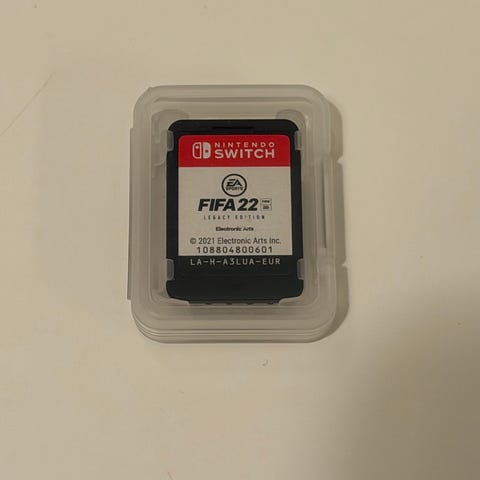 NINTENDO
SWITCH
EA
SPORTS
FIFA 22
LEGACY EDITION
Electronic Arts
© 2021 Electronic Arts Inc.
108804800601
LA-H-A3LUA-EUR